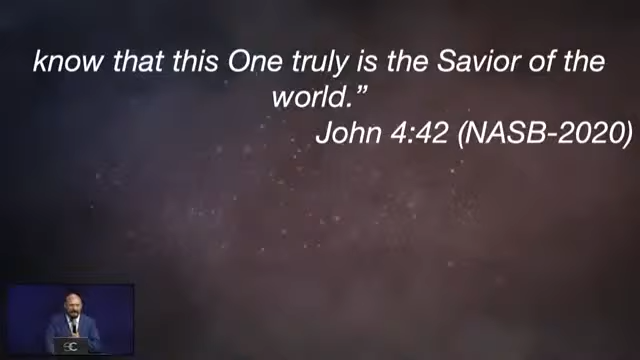 know that this One truly is the Savior of the
world.”
John 4:42 (NASB-2020)